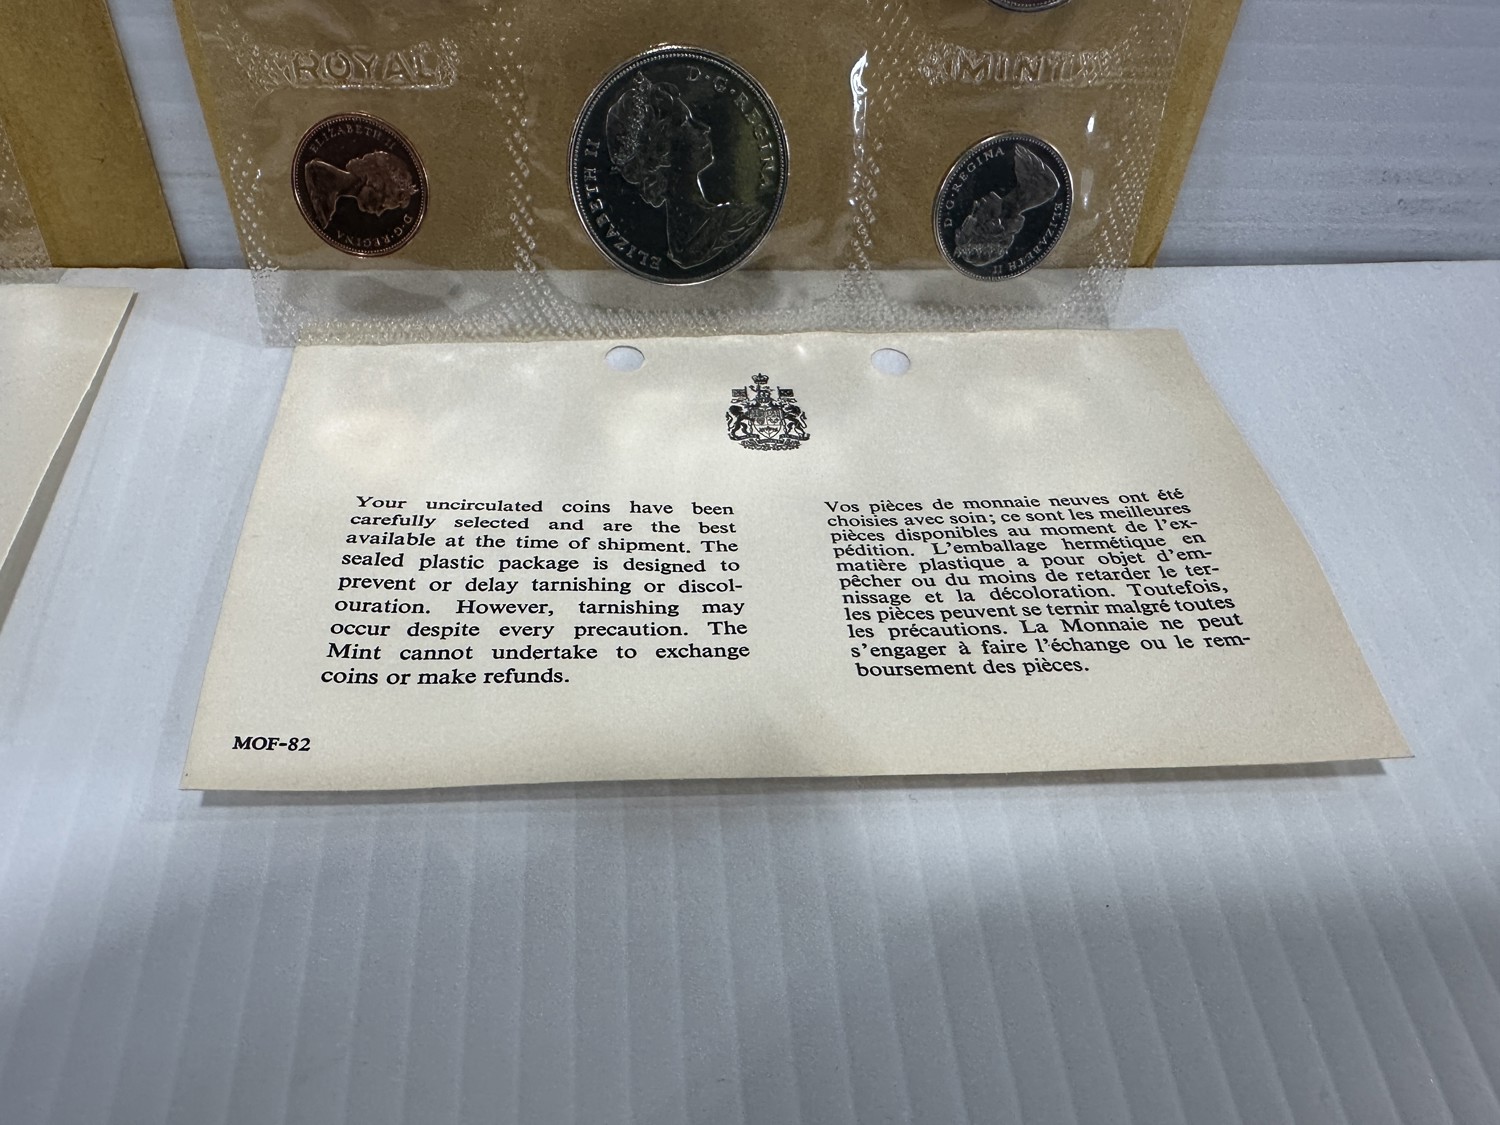 ROYAL
MINT
ELIZABETH II D·G·REGINA
ELIZABETH II D·G·REGINA
ELIZABETH II D·G·REGINA
Your uncirculated coins have been
carefully selected and are the best
available at the time of shipment. The
sealed plastic package is designed to
prevent or delay tarnishing or discol-
ouration. However, tarnishing may
occur despite every precaution. The
Mint cannot undertake to exchange
coins or make refunds.
Vos pièces de monnaie neuves ont été
choisies avec soin; ce sont les meilleures
pièces disponibles au moment de l'ex-
pédition. L'emballage hermétique en
matière plastique a pour objet d'em-
pêcher ou du moins de retarder le ter-
nissage et la décoloration. Toutefois,
les pièces peuvent se ternir malgré toutes
les précautions. La Monnaie ne peut
s'engager à faire l'échange ou le rem-
boursement des pièces.
MOF-82